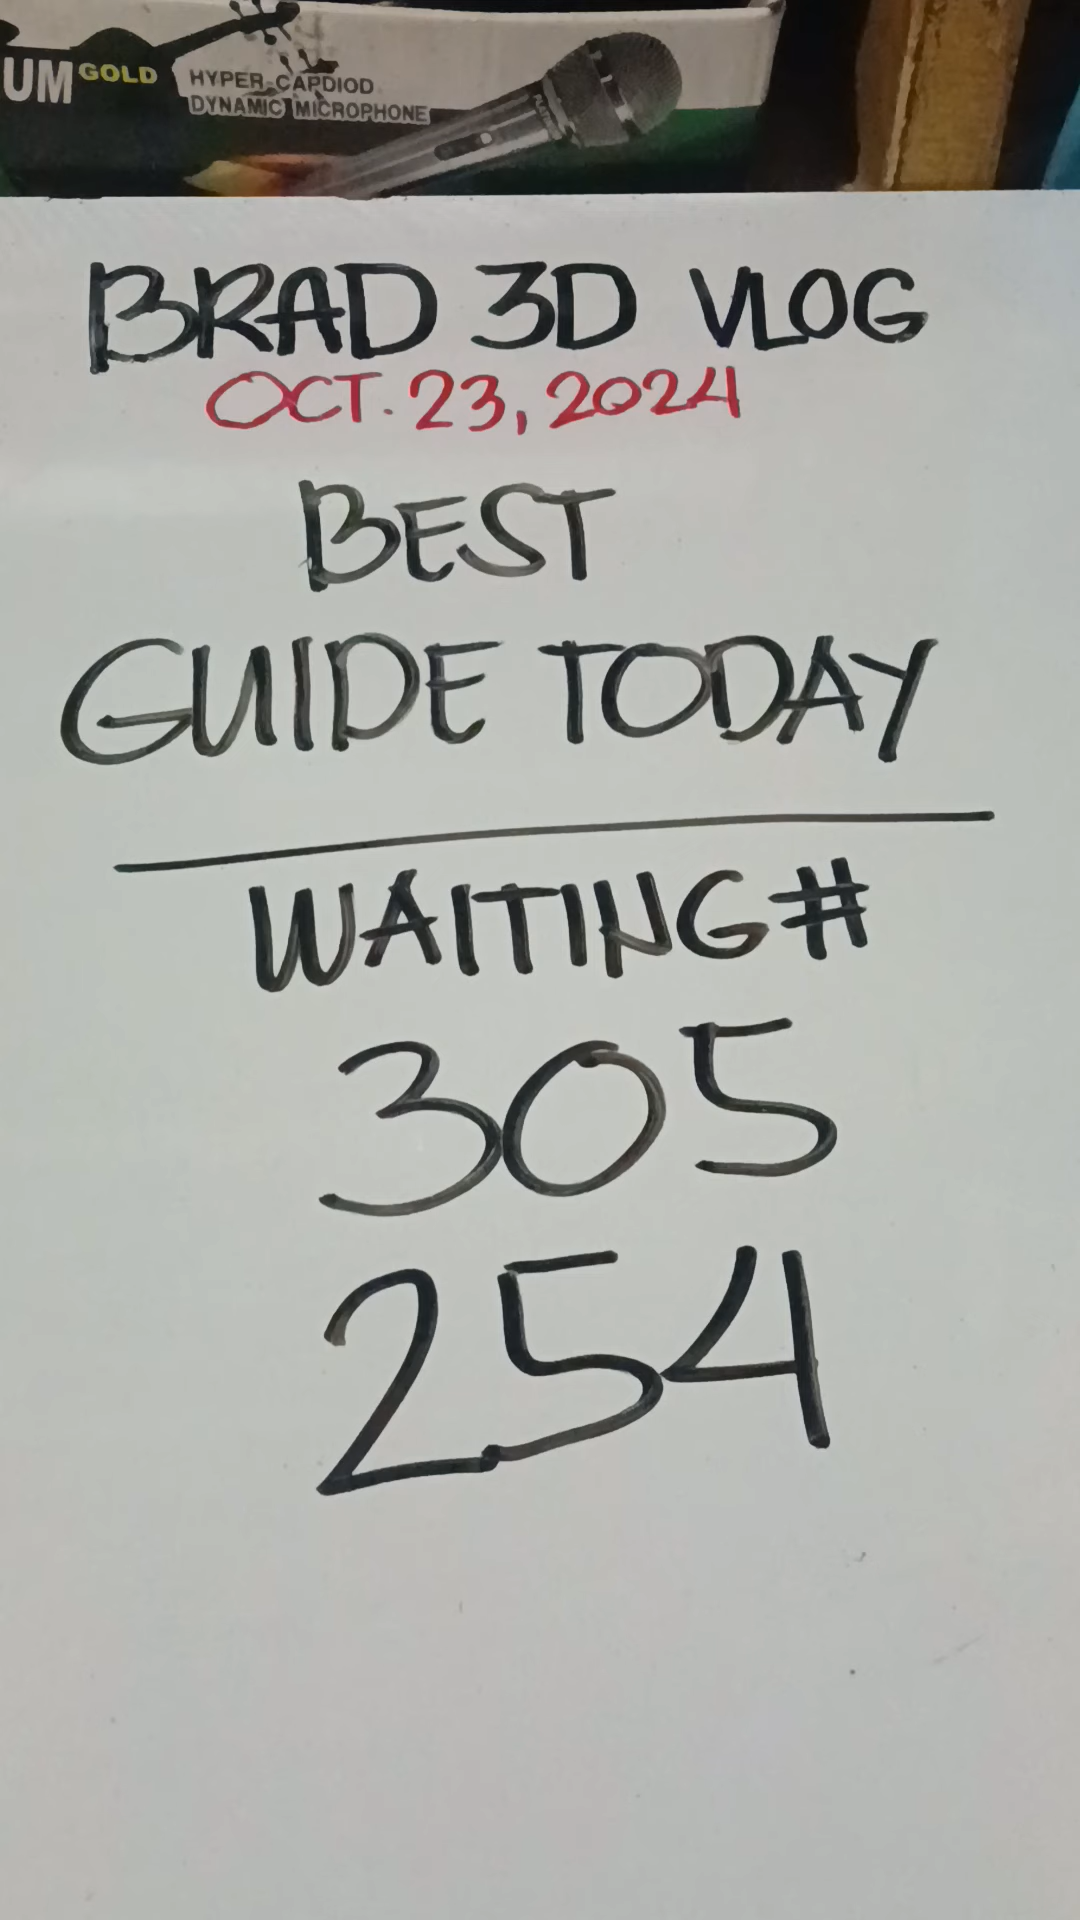 UM GOLD
HYPER-CAPDIOD
DYNAMIC MICROPHONE
BRAD 3D VLOG
OCT. 23, 2024
BEST
GUIDE TODAY
WAITING #
305
254